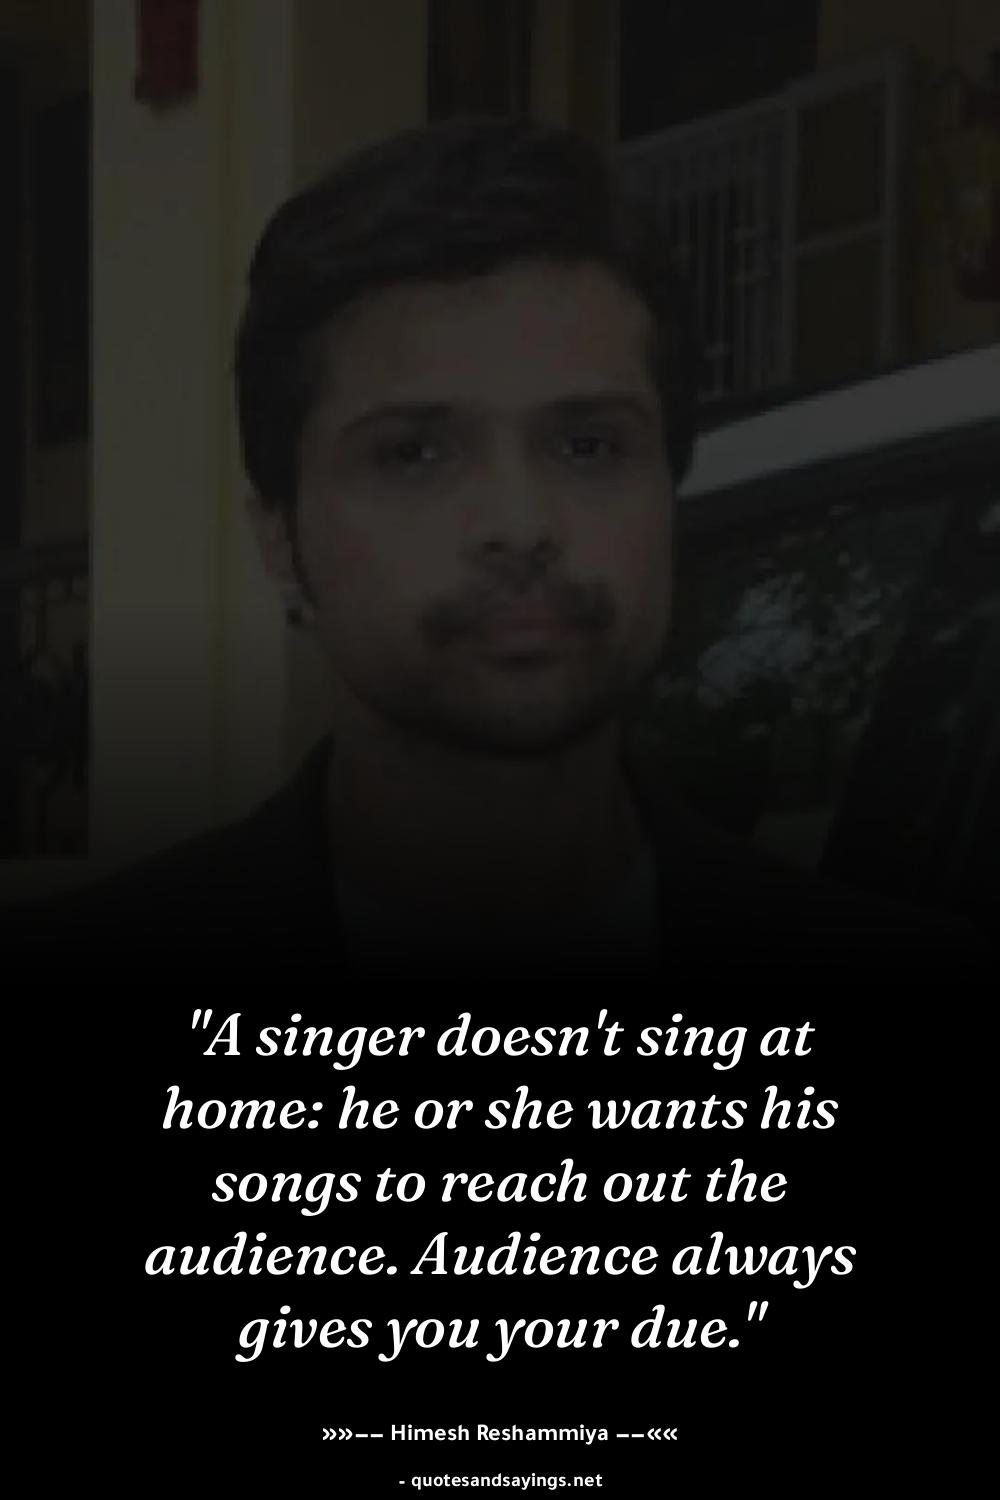 "A singer doesn't sing at
home: he or she wants his
songs to reach out the
audience. Audience always
gives you your due."
»»−− Himesh Reshammiya −−««
- quotesandsayings.net